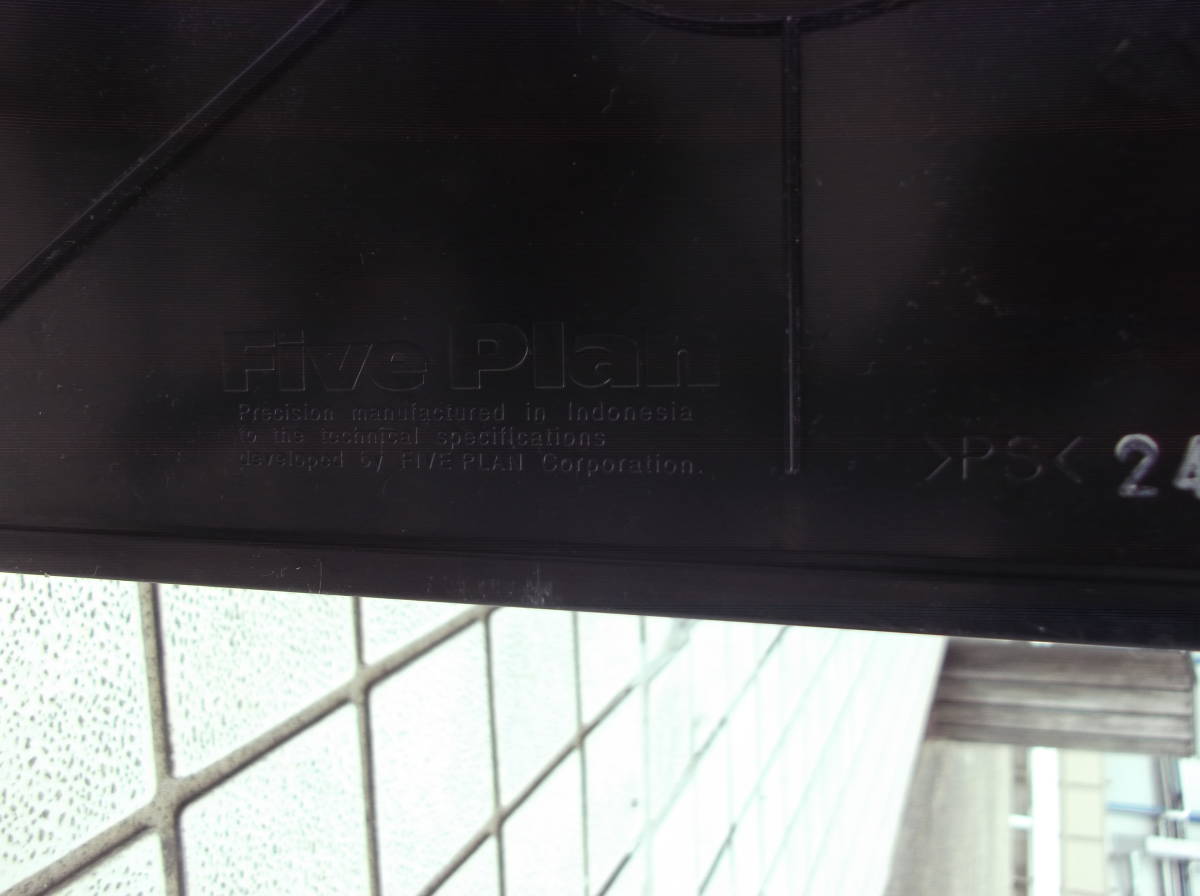 Five Plan
Precision manufactured in Indonesia
to the technical specifications
developed by FIVE PLAN Corporation.
>PS< 24